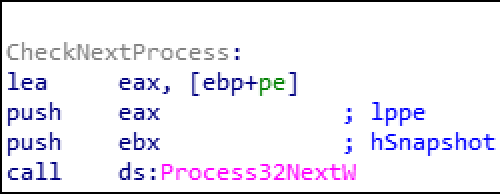 CheckNextProcess:
lea eax, [ebp+pe]
push eax ; lppe
push ebx ; hSnapshot
call ds:Process32NextW